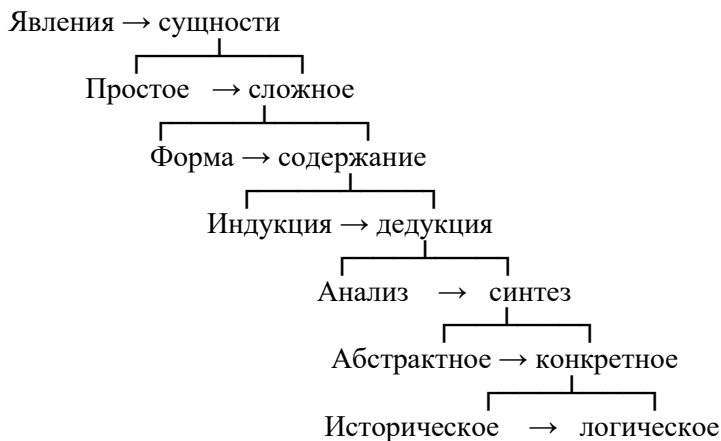 Явления → сущности
Простое → сложное
Форма → содержание
Индукция → дедукция
Анализ → синтез
Абстрактное → конкретное
Историческое → логическое